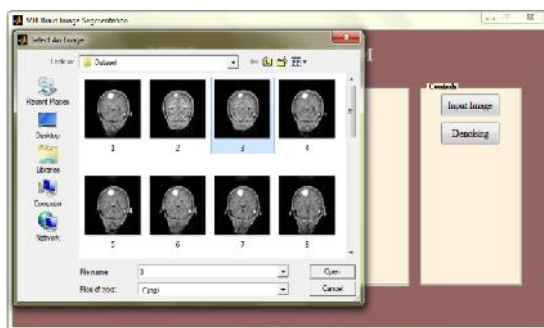 MRI Brain Image Segmentation
Select An Image
Look in:
Dataset
Recent Places
Desktop
Libraries
Computer
Network
1
2
3
4
5
6
7
8
File name:
3
Open
Files of type:
Cancel
M
Controls
Input Image
Denoising